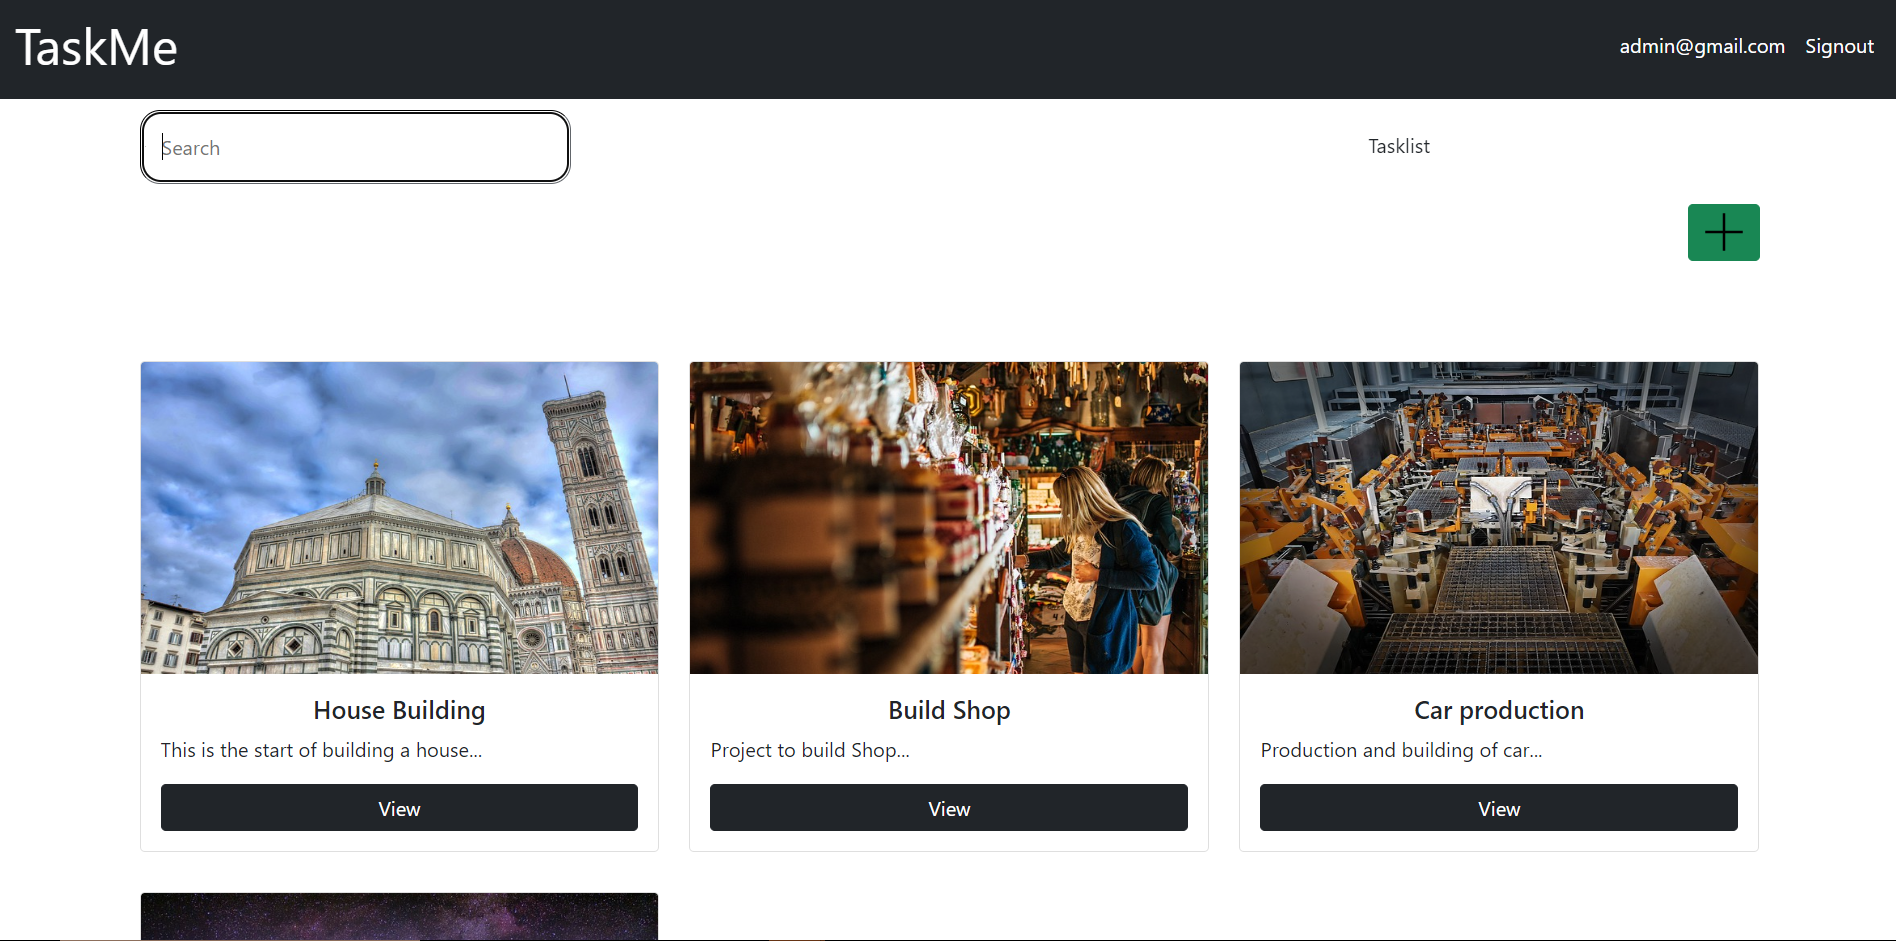 TaskMe
admin@gmail.com Signout
Search
Tasklist
House Building
This is the start of building a house...
View
Build Shop
Project to build Shop...
View
Car production
Production and building of car...
View